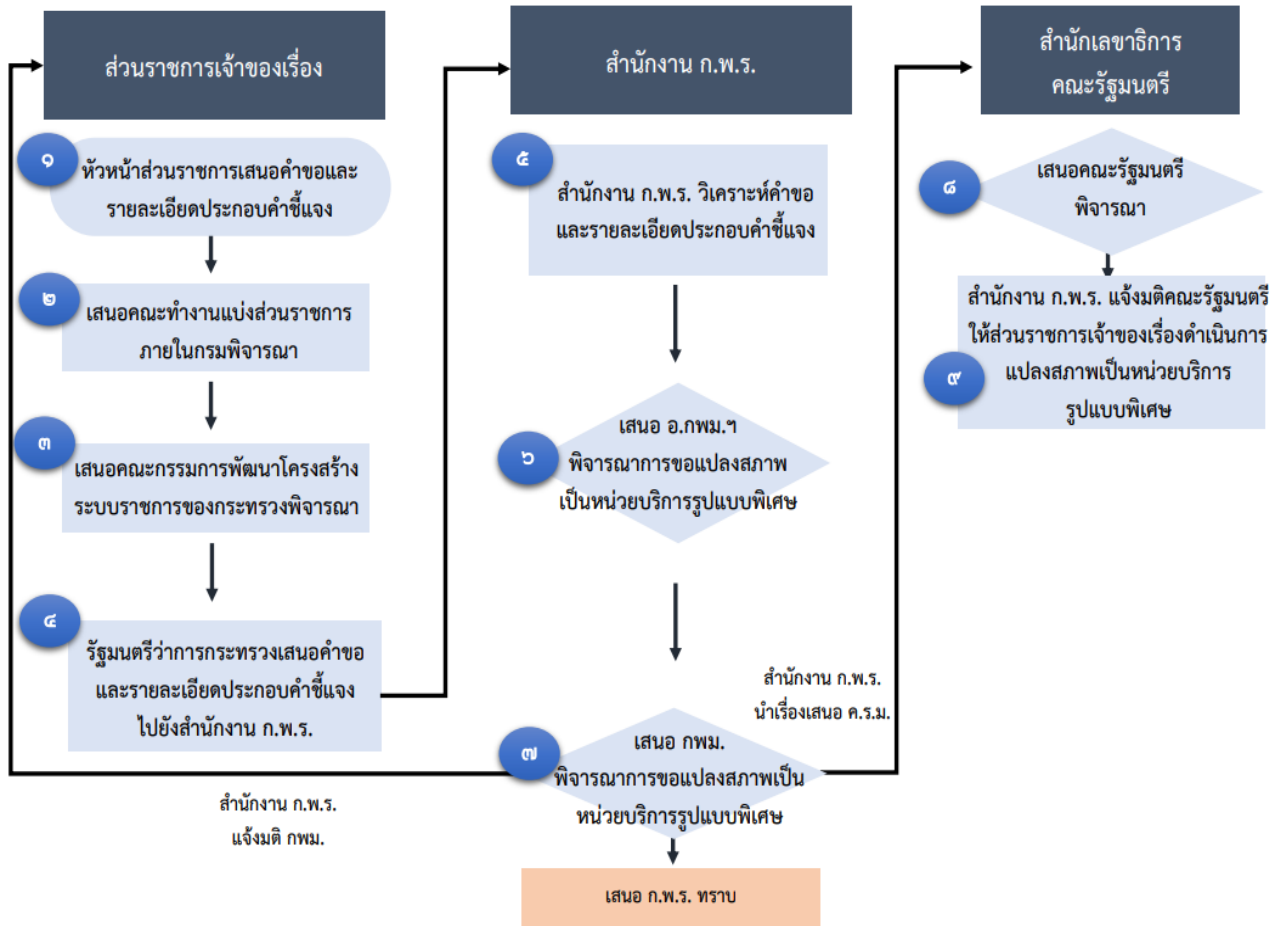 ส่วนราชการเจ้าของเรื่อง
๑
หัวหน้าส่วนราชการเสนอคำขอและ
รายละเอียดประกอบคำชี้แจง
๒
เสนอคณะทำงานแบ่งส่วนราชการ
ภายในกรมพิจารณา
๓
เสนอคณะกรรมการพัฒนาโครงสร้าง
ระบบราชการของกระทรวงพิจารณา
๔
รัฐมนตรีว่าการกระทรวงเสนอคำขอ
และรายละเอียดประกอบคำชี้แจง
ไปยังสำนักงาน ก.พ.ร.
สำนักงาน ก.พ.ร.
แจ้งมติ กพม.
สำนักงาน ก.พ.ร.
๕
สำนักงาน ก.พ.ร. วิเคราะห์คำขอ
และรายละเอียดประกอบคำชี้แจง
๖
เสนอ อ.กพม.ฯ
พิจารณาการขอแปลงสภาพ
เป็นหน่วยบริการรูปแบบพิเศษ
๗
เสนอ กพม.
พิจารณาการขอแปลงสภาพเป็น
หน่วยบริการรูปแบบพิเศษ
เสนอ ก.พ.ร. ทราบ
สำนักงาน ก.พ.ร.
นำเรื่องเสนอ ค.ร.ม.
สำนักเลขาธิการ
คณะรัฐมนตรี
๘
เสนอคณะรัฐมนตรี
พิจารณา
๙
สำนักงาน ก.พ.ร. แจ้งมติคณะรัฐมนตรี
ให้ส่วนราชการเจ้าของเรื่องดำเนินการ
แปลงสภาพเป็นหน่วยบริการ
รูปแบบพิเศษ